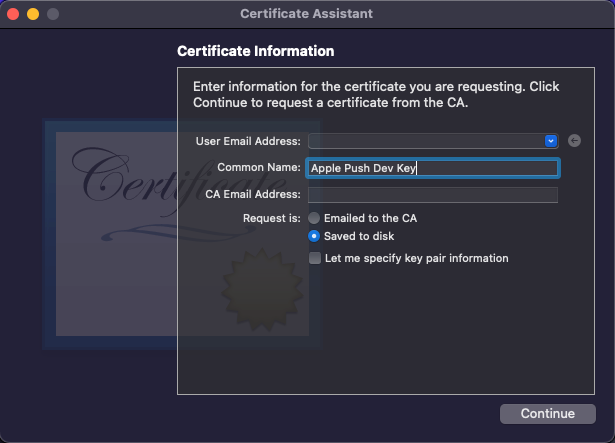 Certificate Assistant
Certificate Information
Enter information for the certificate you are requesting. Click
Continue to request a certificate from the CA.
User Email Address:
Common Name: Apple Push Dev Key
CA Email Address:
Request is: Emailed to the CA
Saved to disk
Let me specify key pair information
Certificate
Continue